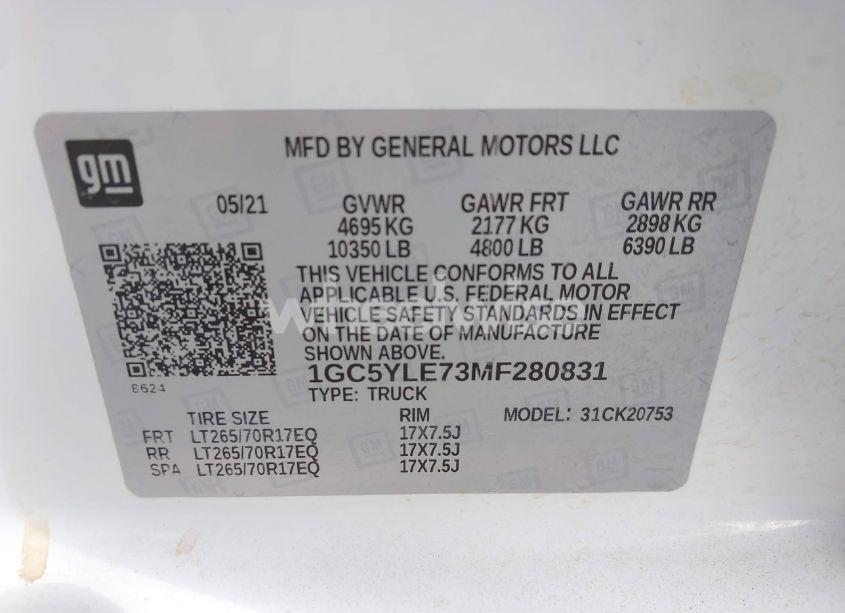 gm
MFD BY GENERAL MOTORS LLC
05/21 GVWR GAWR FRT GAWR RR
4695 KG 2177 KG 2898 KG
10350 LB 4800 LB 6390 LB
THIS VEHICLE CONFORMS TO ALL
APPLICABLE U.S. FEDERAL MOTOR
VEHICLE SAFETY STANDARDS IN EFFECT
ON THE DATE OF MANUFACTURE
SHOWN ABOVE.
1GC5YLE73MF280831
8624
TYPE: TRUCK
TIRE SIZE RIM MODEL: 31CK20753
FRT LT265/70R17EQ 17X7.5J
RR LT265/70R17EQ 17X7.5J
SPA LT265/70R17EQ 17X7.5J